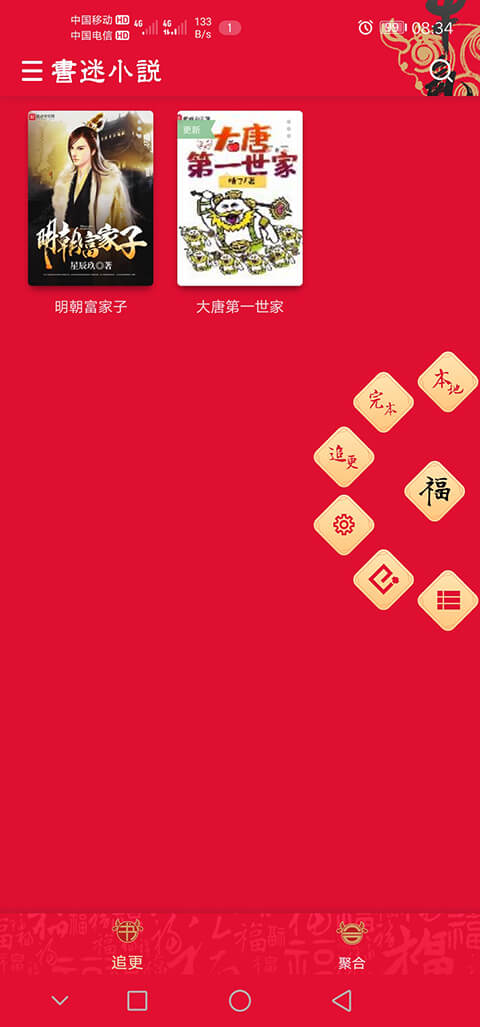 中国移动 HD
中国电信 HD
4G
4G
133
B/s
1
99
08:34
書迷小説
明朝富家子
星辰玖◎著
更新
大唐
第一世家
晴了/著
明朝富家子
大唐第一世家
本地
完本
追更
福
追更
聚合